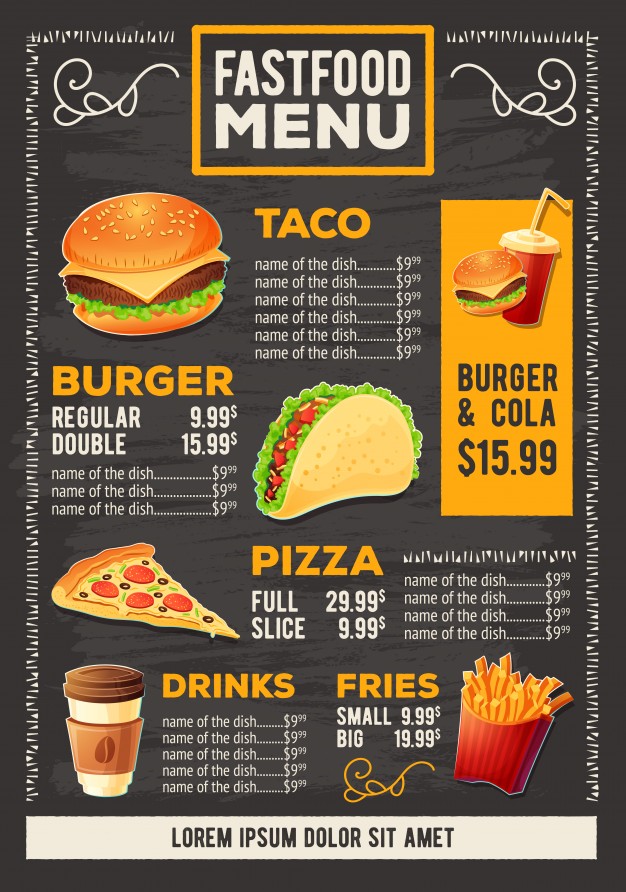 FASTFOOD
MENU
TACO
name of the dish............$9⁹⁹
name of the dish............$9⁹⁹
name of the dish............$9⁹⁹
name of the dish............$9⁹⁹
name of the dish............$9⁹⁹
name of the dish............$9⁹⁹
BURGER
& COLA
$15.99
BURGER
REGULAR 9.99$
DOUBLE 15.99$
name of the dish..................$9⁹⁹
name of the dish..................$9⁹⁹
name of the dish..................$9⁹⁹
PIZZA
FULL 29.99$
SLICE 9.99$
name of the dish............$9⁹⁹
name of the dish............$9⁹⁹
name of the dish............$9⁹⁹
name of the dish............$9⁹⁹
DRINKS
name of the dish........$9⁹⁹
name of the dish........$9⁹⁹
name of the dish........$9⁹⁹
name of the dish........$9⁹⁹
name of the dish........$9⁹⁹
FRIES
SMALL 9.99$
BIG 19.99$
LOREM IPSUM DOLOR SIT AMET